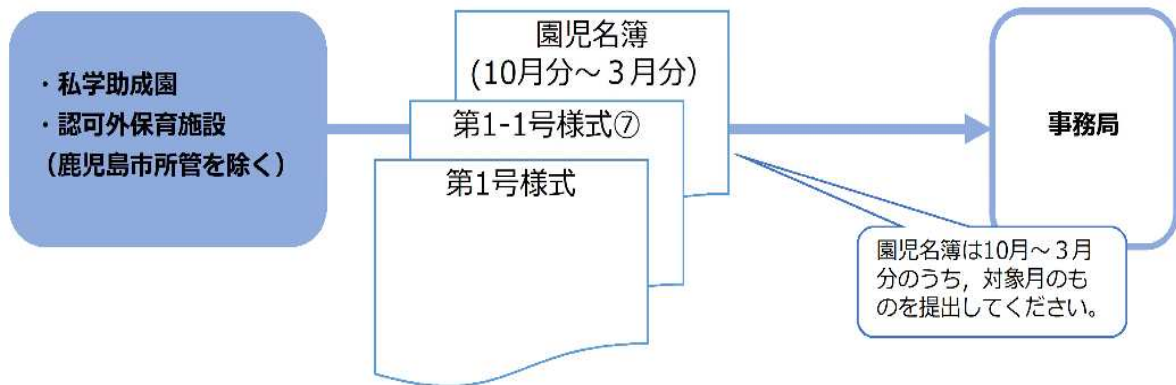 ・私学助成園
・認可外保育施設
（鹿児島市所管を除く）
園児名簿
(10月分～３月分）
第1-1号様式⑦
第1号様式
事務局
園児名簿は10月～３月
分のうち，対象月のも
のを提出してください。